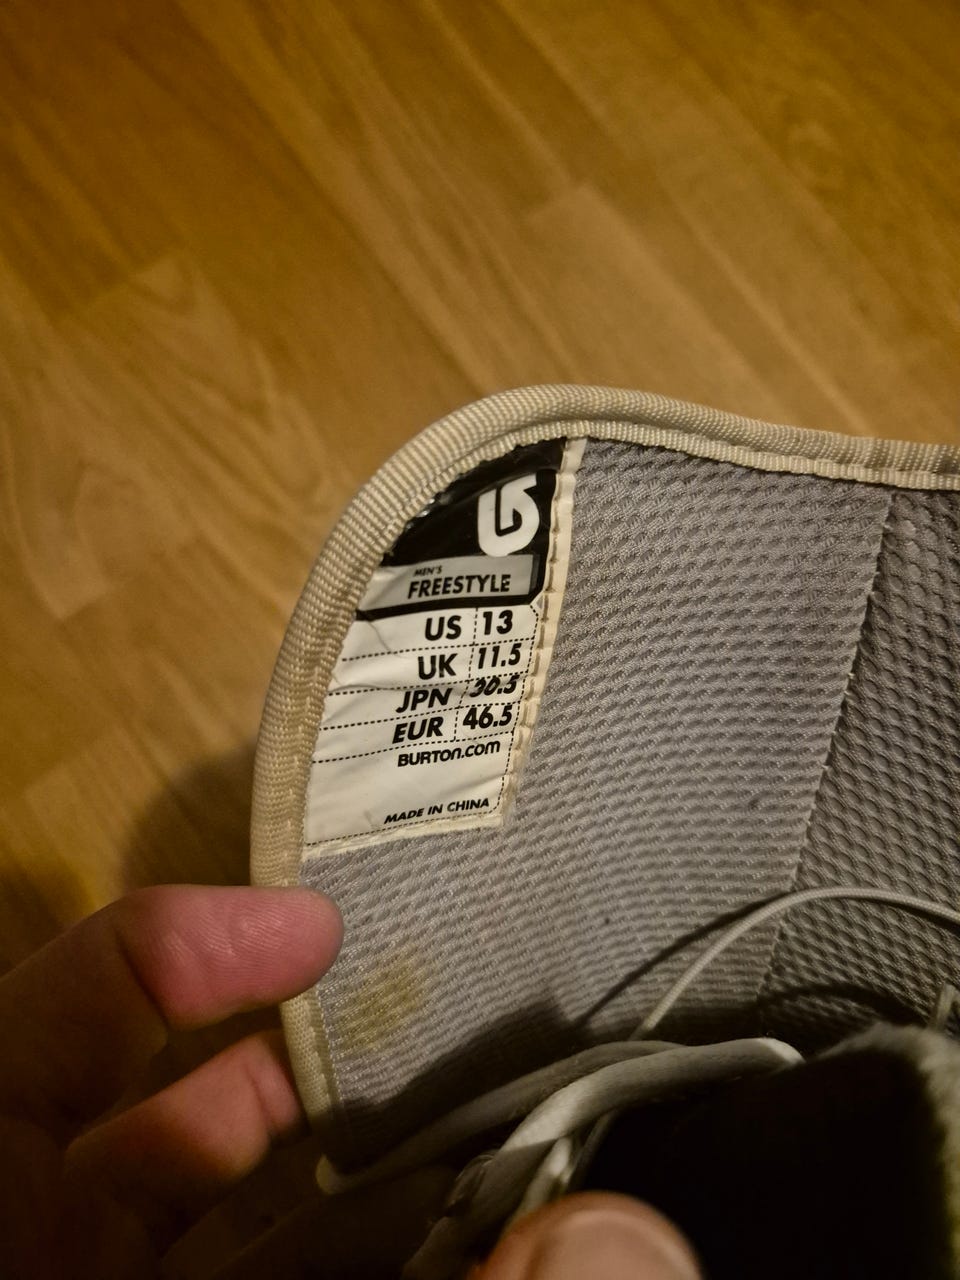 MEN'S
FREESTYLE
US 13
UK 11.5
JPN 30.5
EUR 46.5
BURTON.COM
MADE IN CHINA